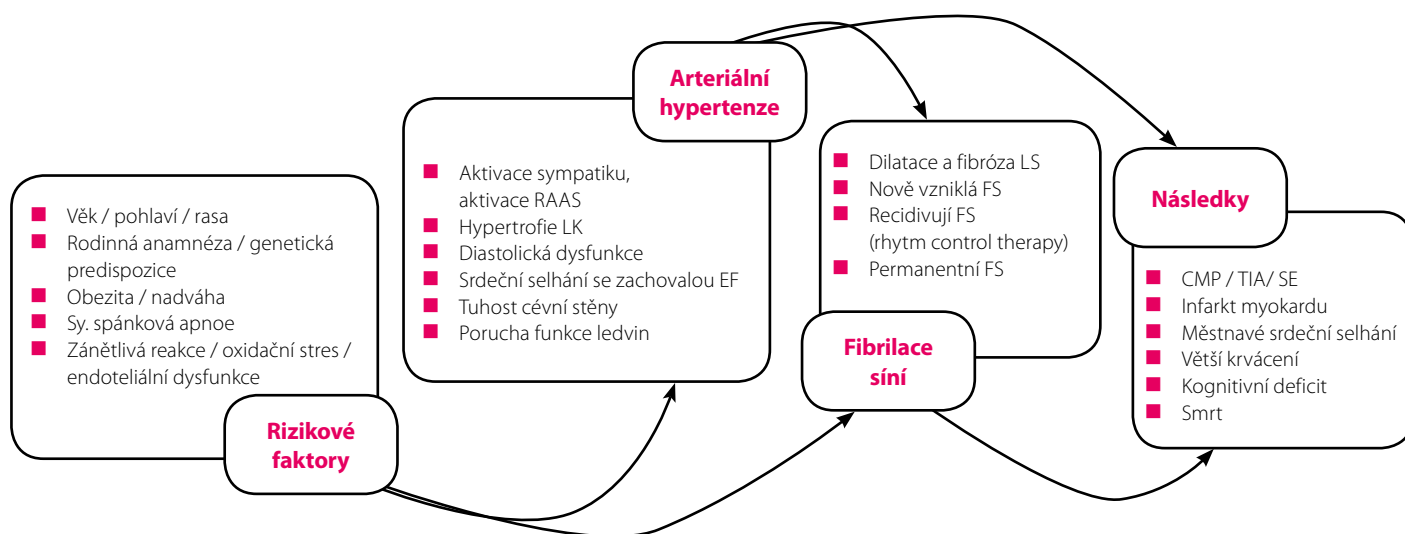 Věk / pohlaví / rasa
Rodinná anamnéza / genetická
predispozice
Obezita / nadváha
Sy. spánková apnoe
Zánětlivá reakce / oxidační stres /
endoteliální dysfunkce
Rizikové
faktory
Arteriální
hypertenze
Aktivace sympatiku,
aktivace RAAS
Hypertrofie LK
Diastolická dysfunkce
Srdeční selhání se zachovalou EF
Tuhost cévní stěny
Porucha funkce ledvin
Dilatace a fibróza LS
Nově vzniklá FS
Recidivují FS
(rhytm control therapy)
Permanentní FS
Fibrilace
síní
Následky
CMP / TIA/ SE
Infarkt myokardu
Městnavé srdeční selhání
Větší krvácení
Kognitivní deficit
Smrt